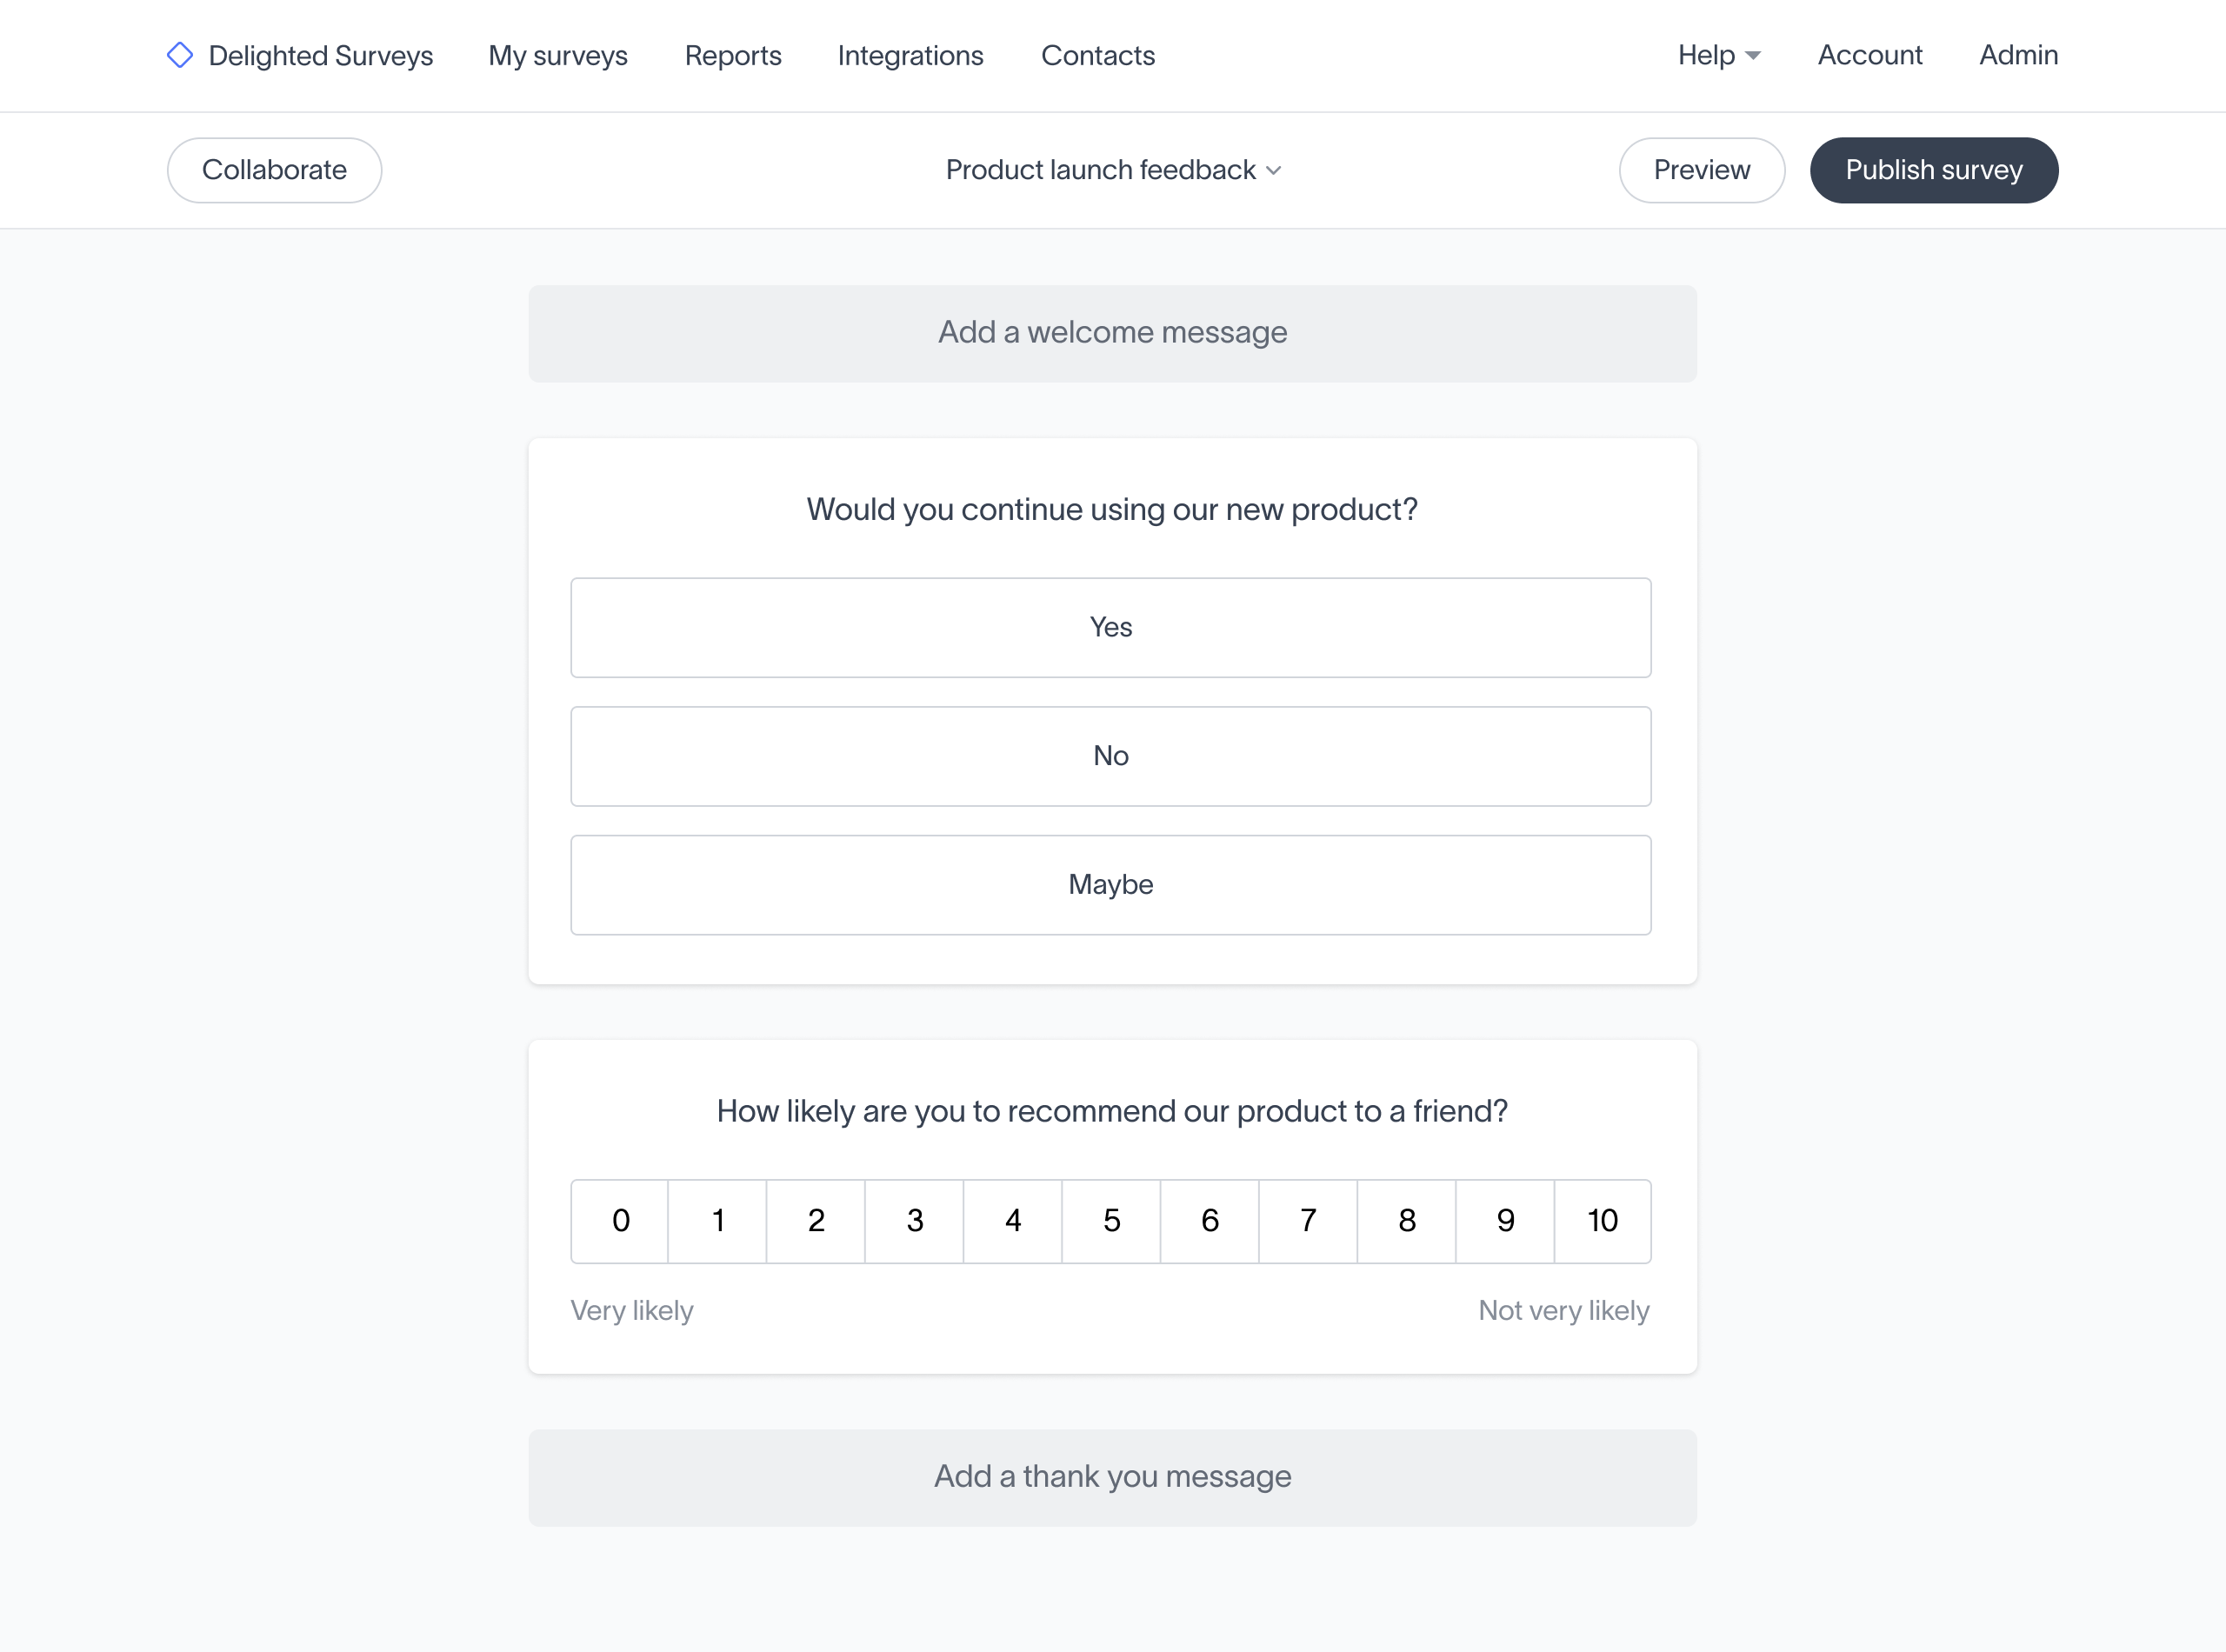 Delighted Surveys My surveys Reports Integrations Contacts Help Account Admin
Collaborate Product launch feedback Preview Publish survey
Add a welcome message
Would you continue using our new product?
Yes
No
Maybe
How likely are you to recommend our product to a friend?
0 1 2 3 4 5 6 7 8 9 10
Very likely Not very likely
Add a thank you message